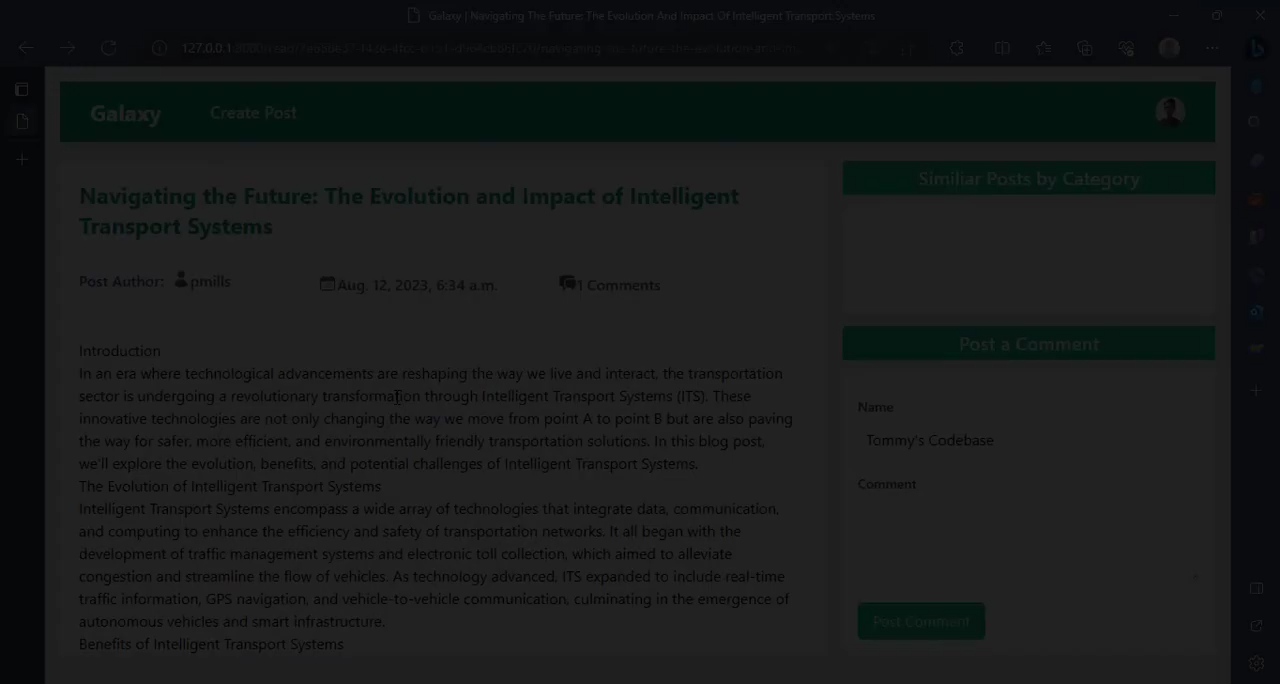 Galaxy | Navigating The Future: The Evolution And Impact Of Intelligent Transport Systems
127.0.0.1
Galaxy
Create Post
Navigating the Future: The Evolution and Impact of Intelligent
Transport Systems
Post Author: pmills
Aug. 12, 2023, 6:34 a.m.
1 Comments
Introduction
In an era where technological advancements are reshaping the way we live and interact, the transportation
sector is undergoing a revolutionary transformation through Intelligent Transport Systems (ITS). These
innovative technologies are not only changing the way we move from point A to point B but are also paving
the way for safer, more efficient, and environmentally friendly transportation solutions. In this blog post,
we'll explore the evolution, benefits, and potential challenges of Intelligent Transport Systems.
The Evolution of Intelligent Transport Systems
Intelligent Transport Systems encompass a wide array of technologies that integrate data, communication,
and computing to enhance the efficiency and safety of transportation networks. It all began with the
development of traffic management systems and electronic toll collection, which aimed to alleviate
congestion and streamline the flow of vehicles. As technology advanced, ITS expanded to include real-time
traffic information, GPS navigation, and vehicle-to-vehicle communication, culminating in the emergence of
autonomous vehicles and smart infrastructure.
Benefits of Intelligent Transport Systems
Similiar Posts by Category
Post a Comment
Name
Tommy's Codebase
Comment
Post Comment